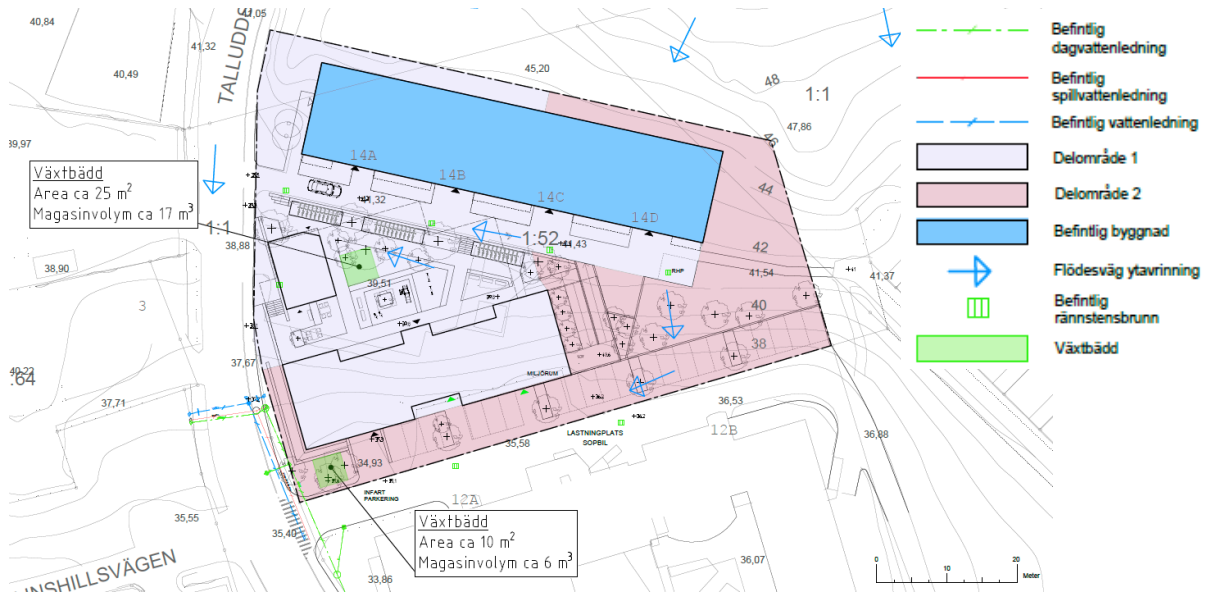 40,84
41,05
41,32
TALLUDDS
40,49
45,20
48
1:1
47,86
46
39,97
44
Växtbädd
Area ca 25 m²
Magasinvolym ca 17 m³
14A
14B
14C
14D
41,32
1:1
1:52
41,43
42
38,88
RHP
41,54
41,37
38,90
39,51
3
40
38
37,67
:64
MILJÖRUM
37,71
36,53
LASTNINGPLATS
SOPBIL
12B
36,88
35,58
34,93
INFART
PARKERING
12A
35,55
35,40
Växtbädd
Area ca 10 m²
Magasinvolym ca 6 m³
NSHILLSVÄGEN
33,86
36,07
0
10
20
Meter
Befintlig
dagvattenledning
Befintlig
spillvattenledning
Befintlig vattenledning
Delområde 1
Delområde 2
Befintlig byggnad
Flödesväg ytavrinning
Befintlig
rännstensbrunn
Växtbädd